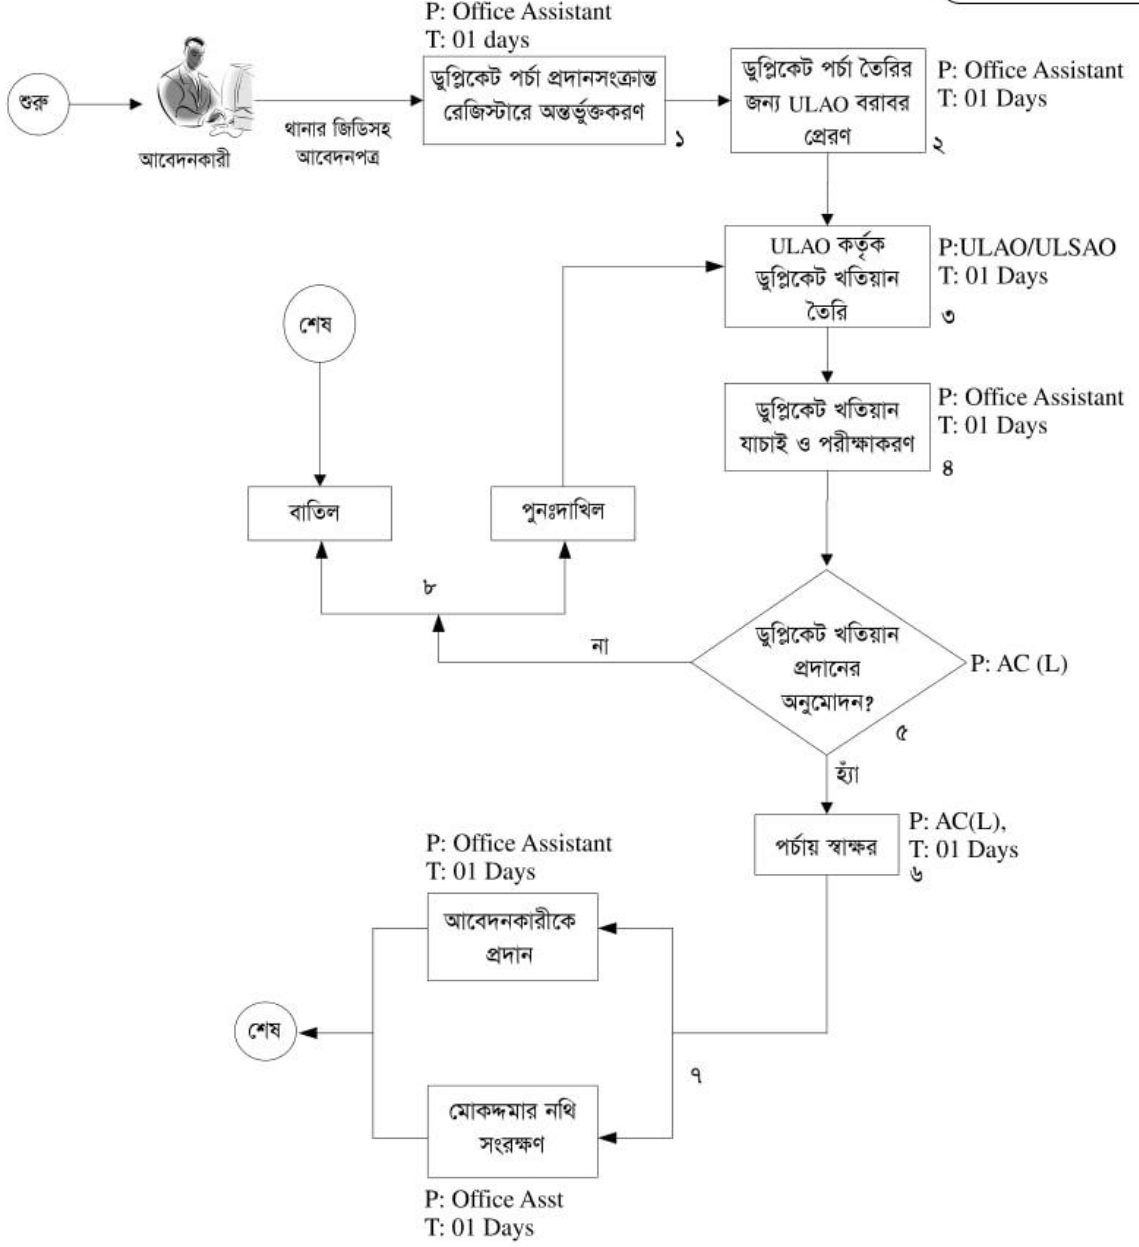 P: Office Assistant
T: 01 days
শুরু
আবেদনকারী
থানার জিডিসহ
আবেদনপত্র
ডুপ্লিকেট পর্চা প্রদানসংক্রান্ত
রেজিস্টারে অন্তর্ভুক্তকরণ
১
ডুপ্লিকেট পর্চা তৈরির
জন্য ULAO বরাবর
প্রেরণ
২
P: Office Assistant
T: 01 Days
ULAO কর্তৃক
ডুপ্লিকেট খতিয়ান
তৈরি
৩
P:ULAO/ULSAO
T: 01 Days
ডুপ্লিকেট খতিয়ান
যাচাই ও পরীক্ষাকরণ
৪
P: Office Assistant
T: 01 Days
শেষ
বাতিল
পুনঃদাখিল
৮
না
ডুপ্লিকেট খতিয়ান
প্রদানের
অনুমোদন?
৫
P: AC (L)
হ্যাঁ
পর্চায় স্বাক্ষর
P: AC(L),
T: 01 Days
৬
P: Office Assistant
T: 01 Days
আবেদনকারীকে
প্রদান
শেষ
৭
মোকদ্দমার নথি
সংরক্ষণ
P: Office Asst
T: 01 Days